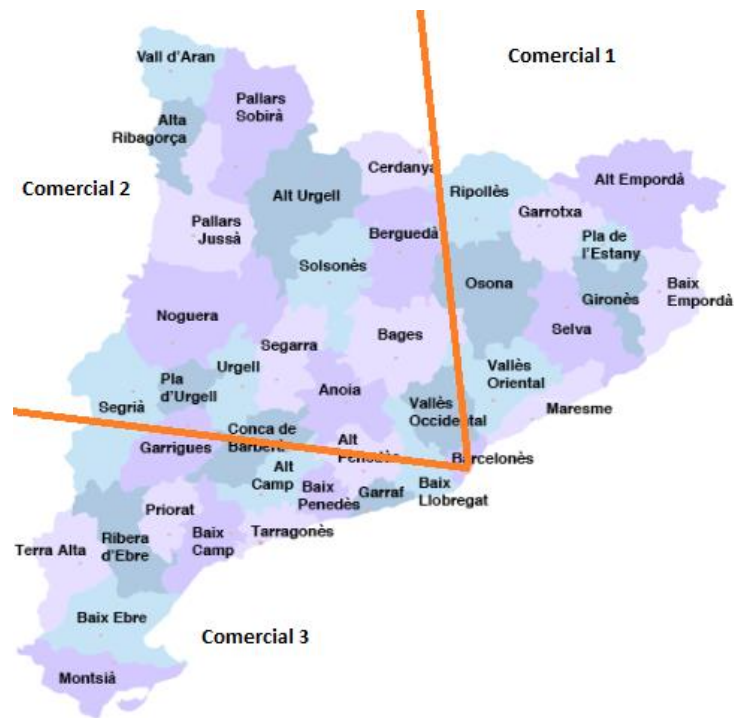 Comercial 1
Vall d'Aran
Pallars
Sobirà
Alta
Ribagorça
Cerdanya
Comercial 2
Alt Urgell
Ripollès
Alt Empordà
Garrotxa
Pallars
Jussà
Berguedà
Pla de
l'Estany
Solsonès
Osona
Gironès
Baix
Empordà
Noguera
Segarra
Bages
Selva
Urgell
Pla
d'Urgell
Anoia
Vallès
Oriental
Segrià
Vallès
Occidental
Maresme
Garrigues
Conca de
Barberà
Alt
Penedès
Barcelonès
Alt
Camp
Baix
Penedès
Garraf
Baix
Llobregat
Priorat
Terra Alta
Ribera
d'Ebre
Baix
Camp
Tarragonès
Baix Ebre
Comercial 3
Montsià